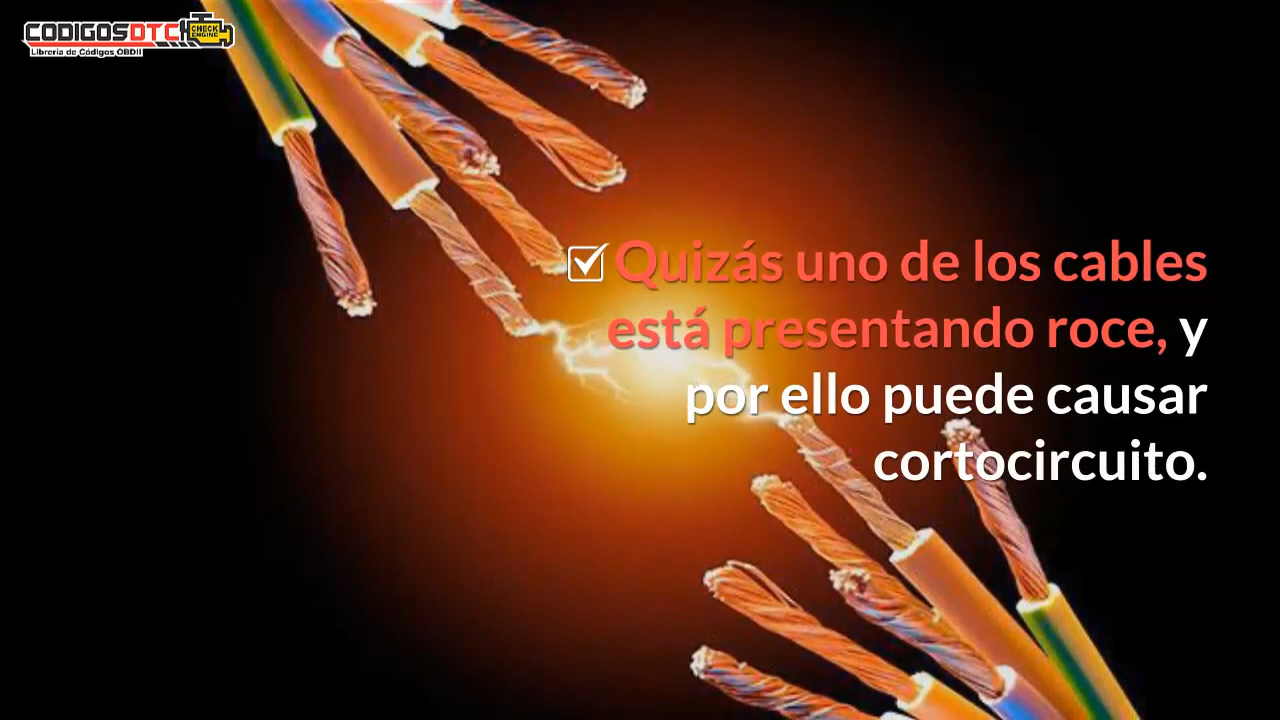 CODIGOSDTC
CHECK
ENGINE
Librería de Códigos OBDII
☑ Quizás uno de los cables
está presentando roce, y
por ello puede causar
cortocircuito.